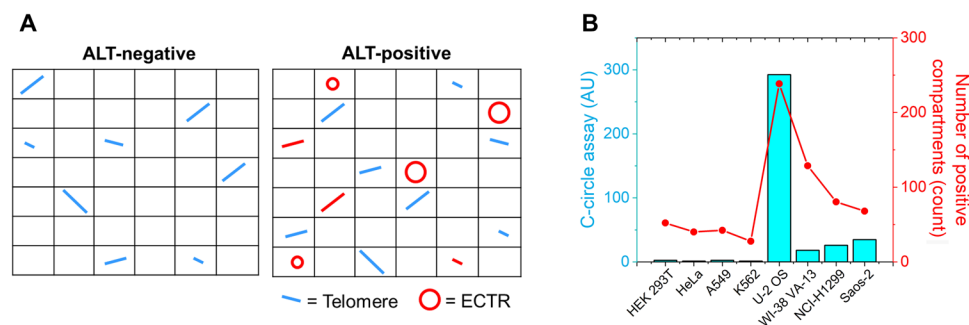 A
ALT-negative
ALT-positive
= Telomere
= ECTR
B
C-circle assay (AU)
300
200
100
0
HEK 293T
HeLa
A549
K562
U-2 OS
WI-38 VA-13
NCI-H1299
Saos-2
300
200
100
0
Number of positive
compartments (count)